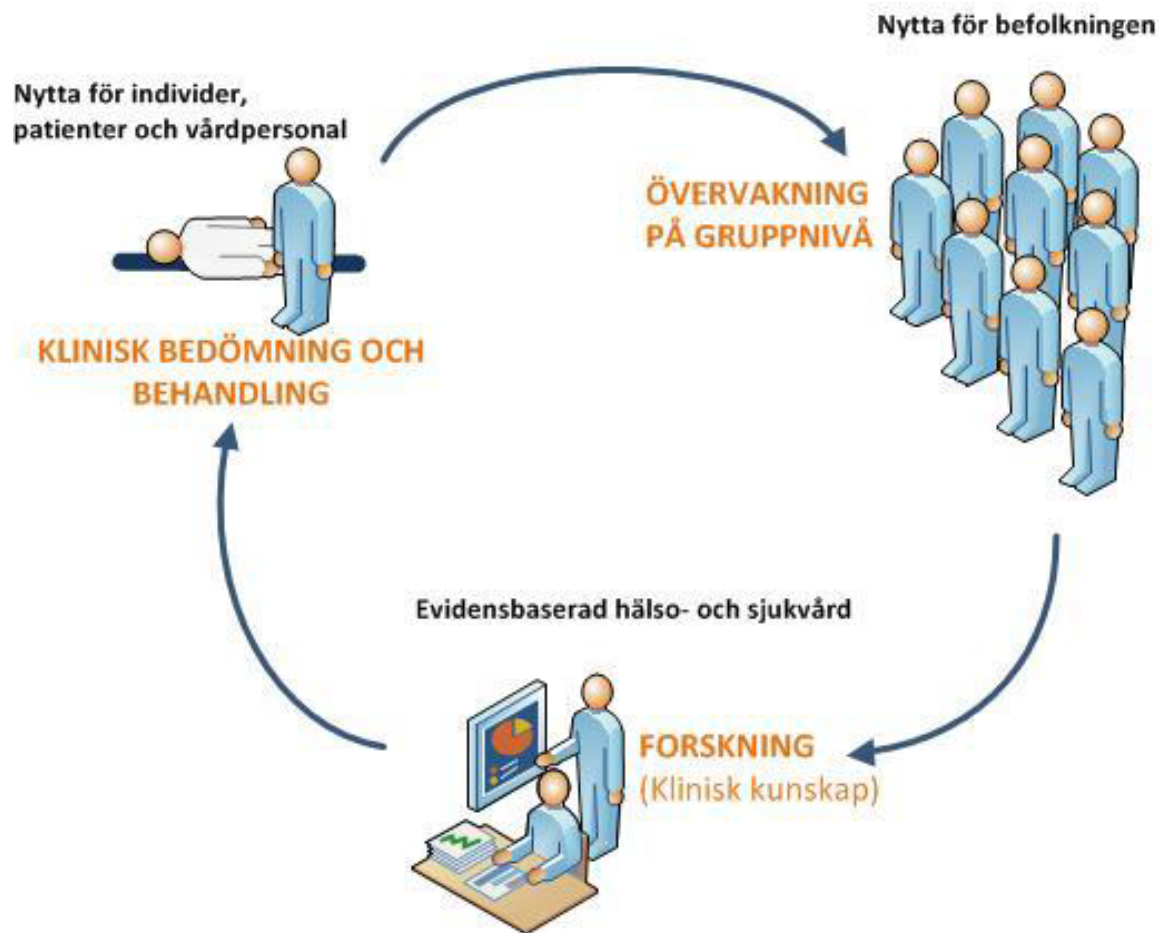 Nytta för befolkningen
Nytta för individer,
patienter och vårdpersonal
ÖVERVAKNING
PÅ GRUPPNIVÅ
KLINISK BEDÖMNING OCH
BEHANDLING
Evidensbaserad hälso- och sjukvård
FORSKNING
(Klinisk kunskap)